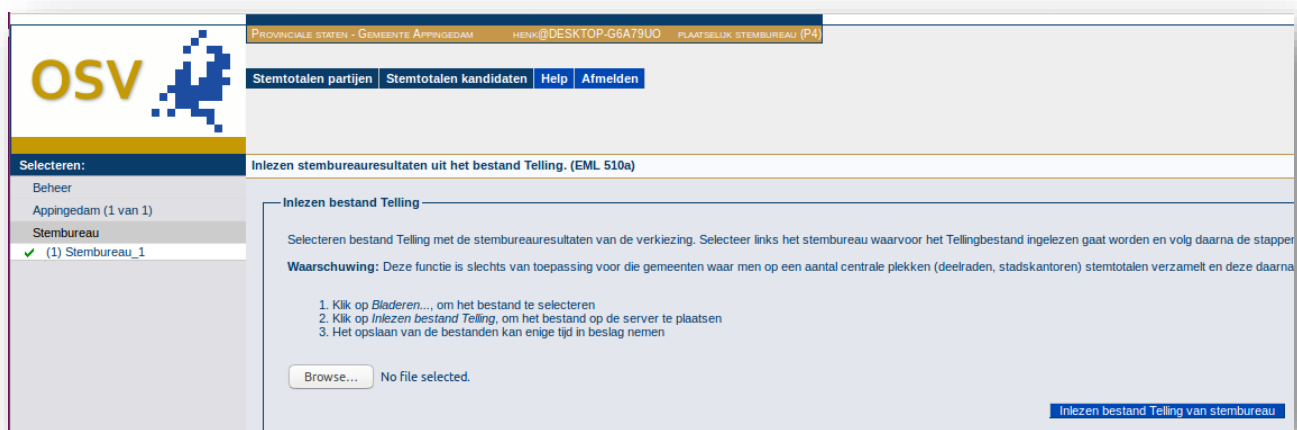 PROVINCIALE STATEN - GEMEENTE APPINGEDAM HENK@DESKTOP-G6A79UO PLAATSELIJK STEMBUREAU (P4)
OSV
Stemtotalen partijen Stemtotalen kandidaten Help Afmelden
Selecteren:
Beheer
Appingedam (1 van 1)
Stembureau
(1) Stembureau_1
Inlezen stembureauresultaten uit het bestand Telling. (EML 510a)
Inlezen bestand Telling
Selecteren bestand Telling met de stembureauresultaten van de verkiezing. Selecteer links het stembureau waarvoor het Tellingbestand ingelezen gaat worden en volg daarna de stappen
Waarschuwing: Deze functie is slechts van toepassing voor die gemeenten waar men op een aantal centrale plekken (deelraden, stadskantoren) stemtotalen verzamelt en deze daarna
1. Klik op Bladeren..., om het bestand te selecteren
2. Klik op Inlezen bestand Telling, om het bestand op de server te plaatsen
3. Het opslaan van de bestanden kan enige tijd in beslag nemen
Browse... No file selected.
Inlezen bestand Telling van stembureau